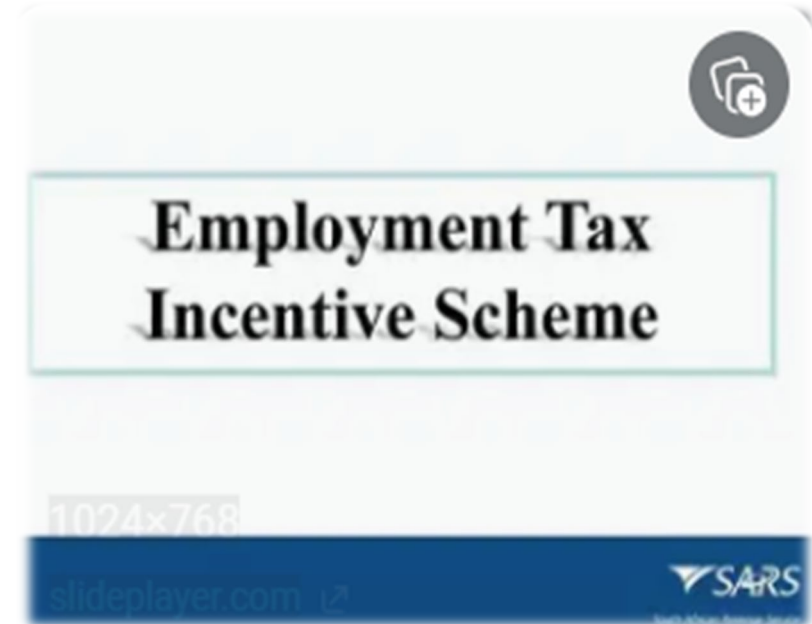 Employment Tax
Incentive Scheme
1024×768
SARS
slideplayer.com